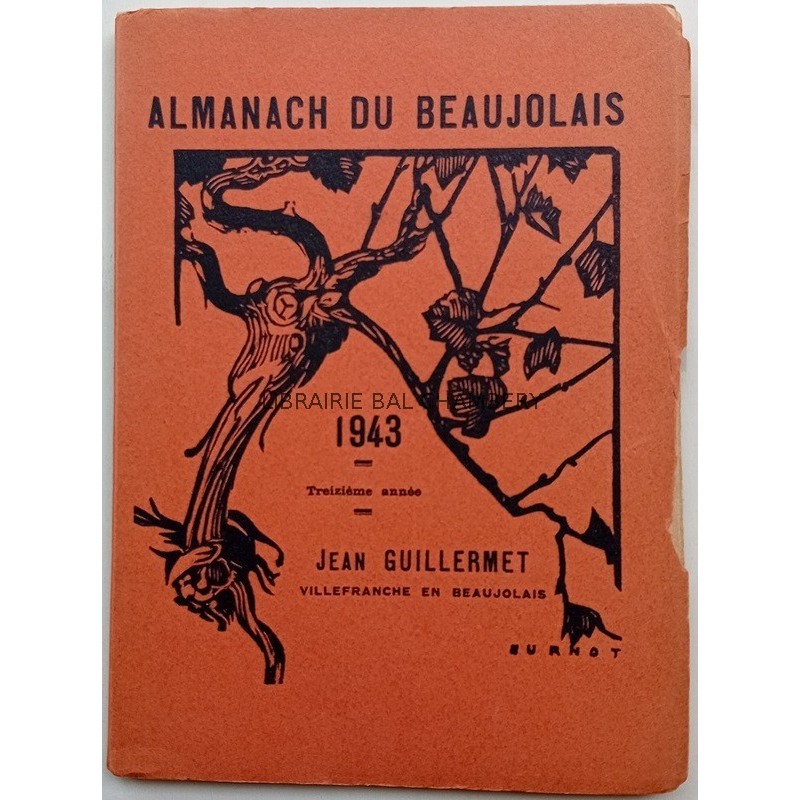 ALMANACH DU BEAUJOLAIS
LIBRAIRIE BAL CHAMBERY
1943
Treizième année
JEAN GUILLERMET
VILLEFRANCHE EN BEAUJOLAIS
BURNOT